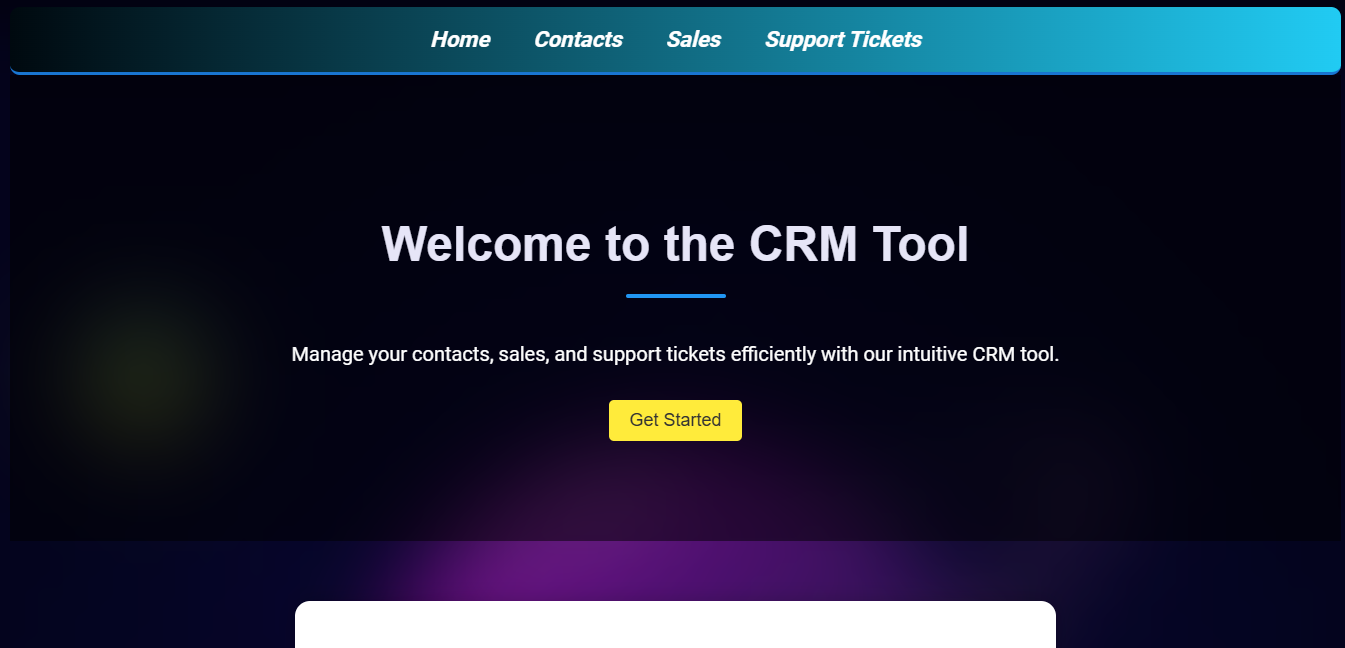 Home Contacts Sales Support Tickets
Welcome to the CRM Tool
Manage your contacts, sales, and support tickets efficiently with our intuitive CRM tool.
Get Started